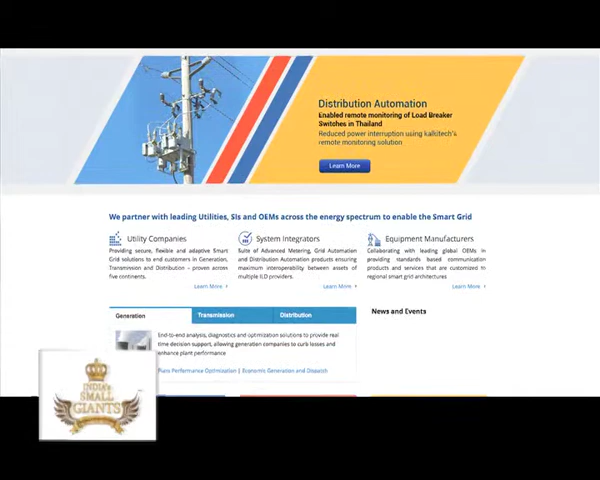 Distribution Automation
Enabled remote monitoring of Load Breaker
Switches in Thailand
Reduced power interruption using kalkitech's
remote monitoring solution
Learn More
We partner with leading Utilities, SIs and OEMs across the energy spectrum to enable the Smart Grid
Utility Companies
Providing secure, flexible and adaptive Smart
Grid solutions to end customers in Generation,
Transmission and Distribution – proven across
five continents.
Learn More
System Integrators
Suite of Advanced Metering, Grid Automation
and Distribution Automation products ensuring
maximum interoperability between assets of
multiple ILD providers.
Learn More
Equipment Manufacturers
Collaborating with leading global OEMs in
providing standards based communication
products and services that are customized to
regional smart grid architectures
Learn More
Generation
Transmission
Distribution
End-to-end analysis, diagnostics and optimization solutions to provide real
time decision support, allowing generation companies to curb losses and
enhance plant performance
Plans Performance Optimization | Economic Generation and Dispatch
News and Events
INDIA's
SMALL
GIANTS